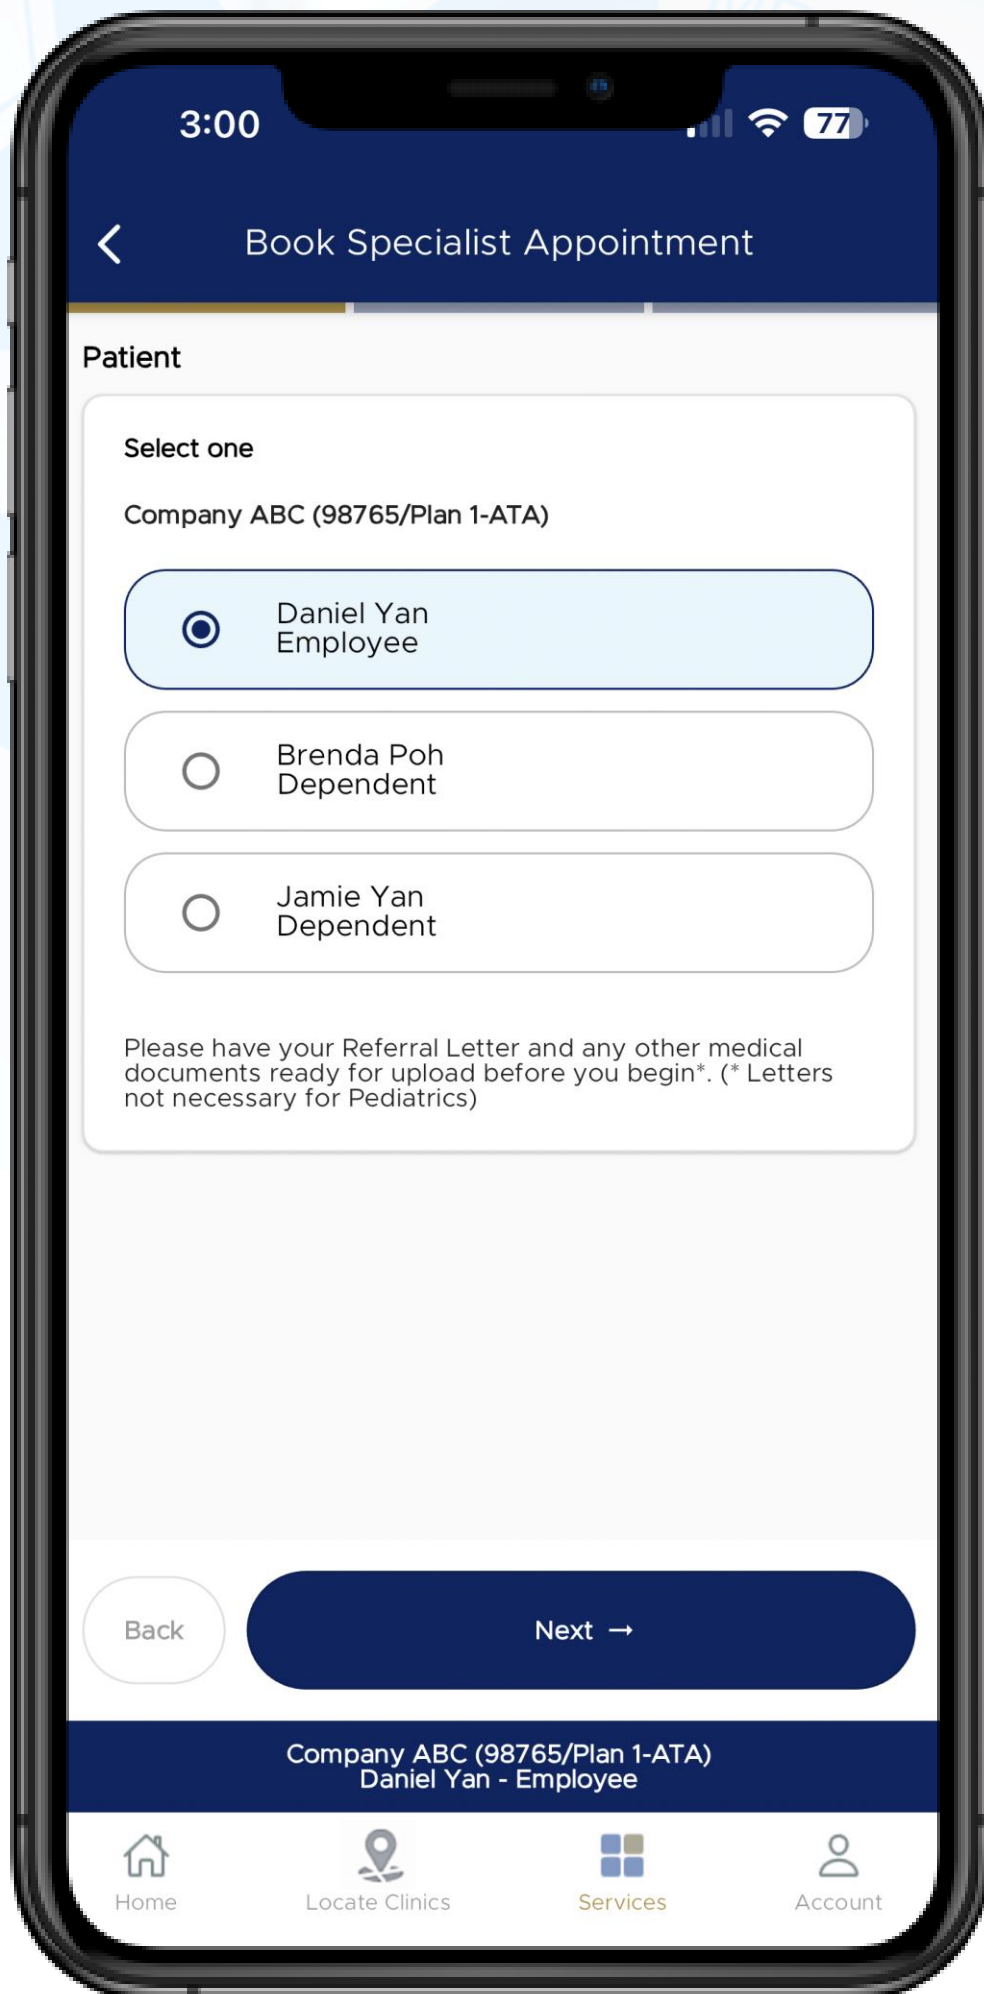 3:00
77
Book Specialist Appointment
Patient
Select one
Company ABC (98765/Plan 1-ATA)
Daniel Yan
Employee
Brenda Poh
Dependent
Jamie Yan
Dependent
Please have your Referral Letter and any other medical
documents ready for upload before you begin*. (* Letters
not necessary for Pediatrics)
Back
Next →
Company ABC (98765/Plan 1-ATA)
Daniel Yan - Employee
Home
Locate Clinics
Services
Account